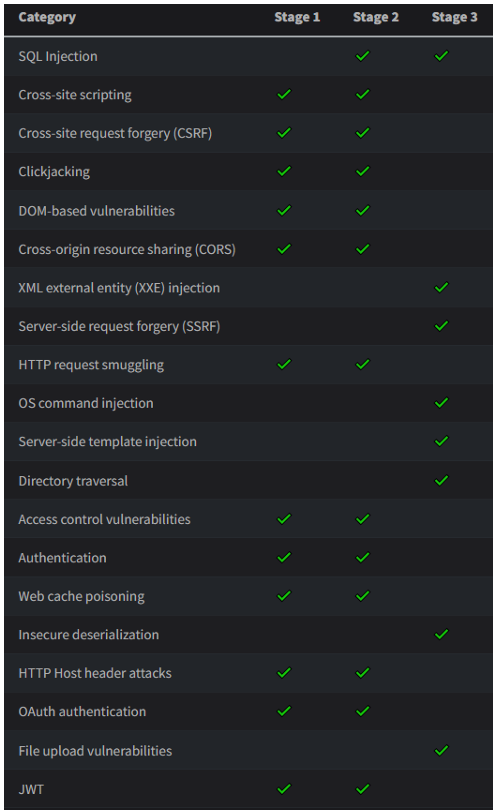 Category Stage 1 Stage 2 Stage 3
SQL Injection ✓ ✓
Cross-site scripting ✓ ✓
Cross-site request forgery (CSRF) ✓ ✓
Clickjacking ✓ ✓
DOM-based vulnerabilities ✓ ✓
Cross-origin resource sharing (CORS) ✓ ✓
XML external entity (XXE) injection ✓
Server-side request forgery (SSRF) ✓
HTTP request smuggling ✓ ✓
OS command injection ✓
Server-side template injection ✓
Directory traversal ✓
Access control vulnerabilities ✓ ✓
Authentication ✓ ✓
Web cache poisoning ✓ ✓
Insecure deserialization ✓
HTTP Host header attacks ✓ ✓
OAuth authentication ✓ ✓
File upload vulnerabilities ✓
JWT ✓ ✓